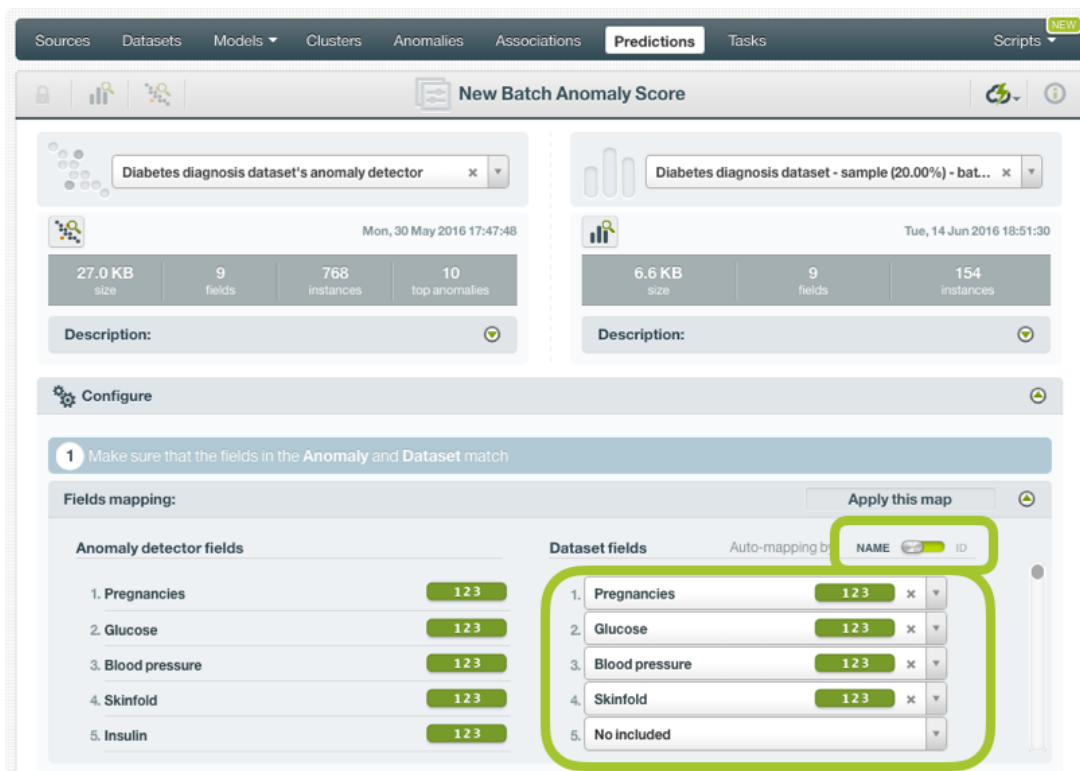 NEW
Sources Datasets Models Clusters Anomalies Associations Predictions Tasks Scripts
New Batch Anomaly Score
Diabetes diagnosis dataset's anomaly detector × Diabetes diagnosis dataset - sample (20.00%) - bat... ×
Mon, 30 May 2016 17:47:48 Tue, 14 Jun 2016 18:51:30
27.0 KB 9 768 10 6.6 KB 9 154
size fields instances top anomalies size fields instances
Description: Description:
Configure
1 Make sure that the fields in the Anomaly and Dataset match
Fields mapping: Apply this map
Anomaly detector fields Dataset fields Auto-mapping by NAME ID
1. Pregnancies 123 1. Pregnancies 123 ×
2. Glucose 123 2. Glucose 123 ×
3. Blood pressure 123 3. Blood pressure 123 ×
4. Skinfold 123 4. Skinfold 123 ×
5. Insulin 123 5. No included